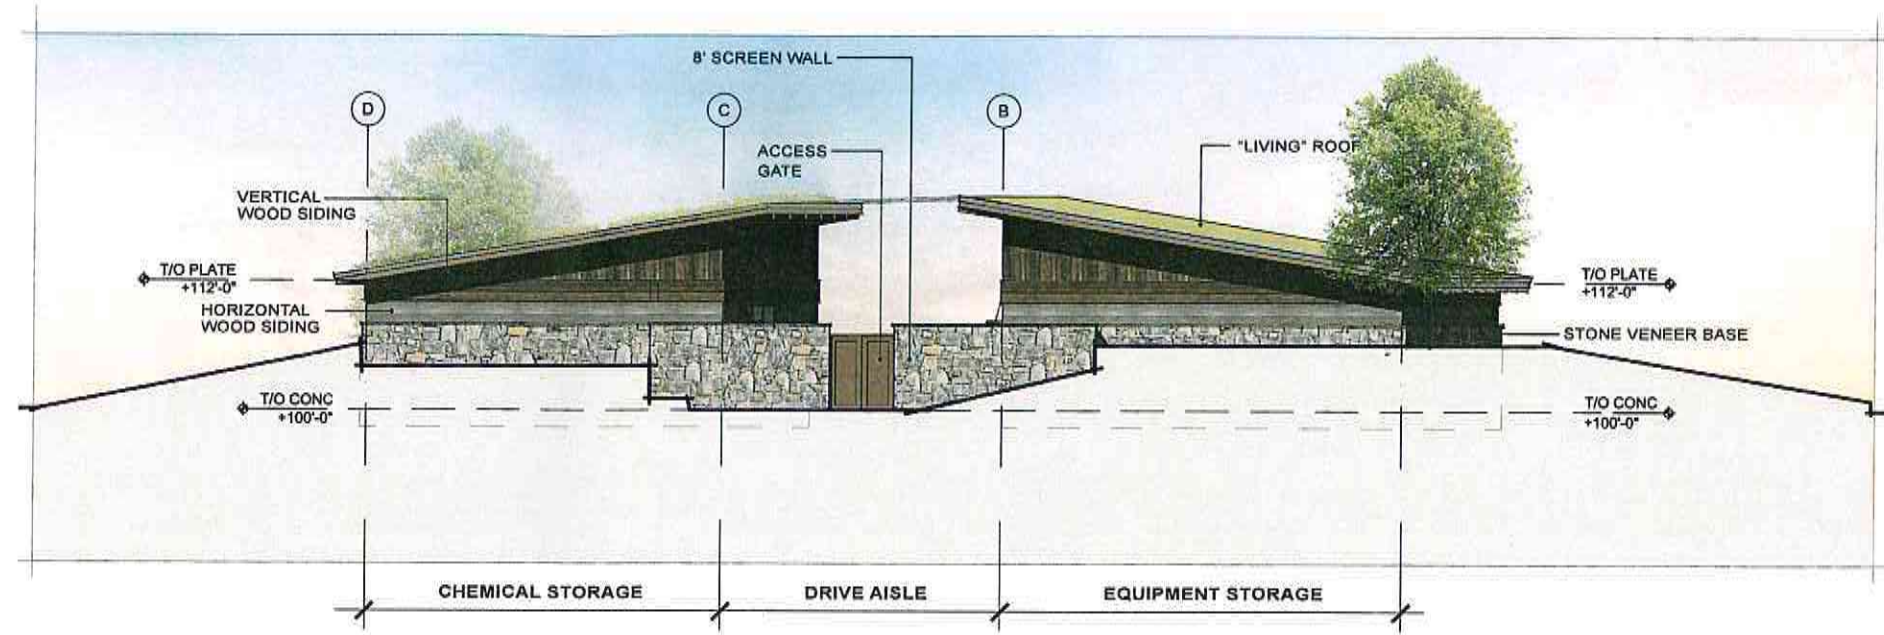 8' SCREEN WALL
D
C
B
ACCESS
GATE
"LIVING" ROOF
VERTICAL
WOOD SIDING
T/O PLATE
+112'-0"
HORIZONTAL
WOOD SIDING
T/O PLATE
+112'-0"
STONE VENEER BASE
T/O CONC
+100'-0"
T/O CONC
+100'-0"
CHEMICAL STORAGE
DRIVE AISLE
EQUIPMENT STORAGE